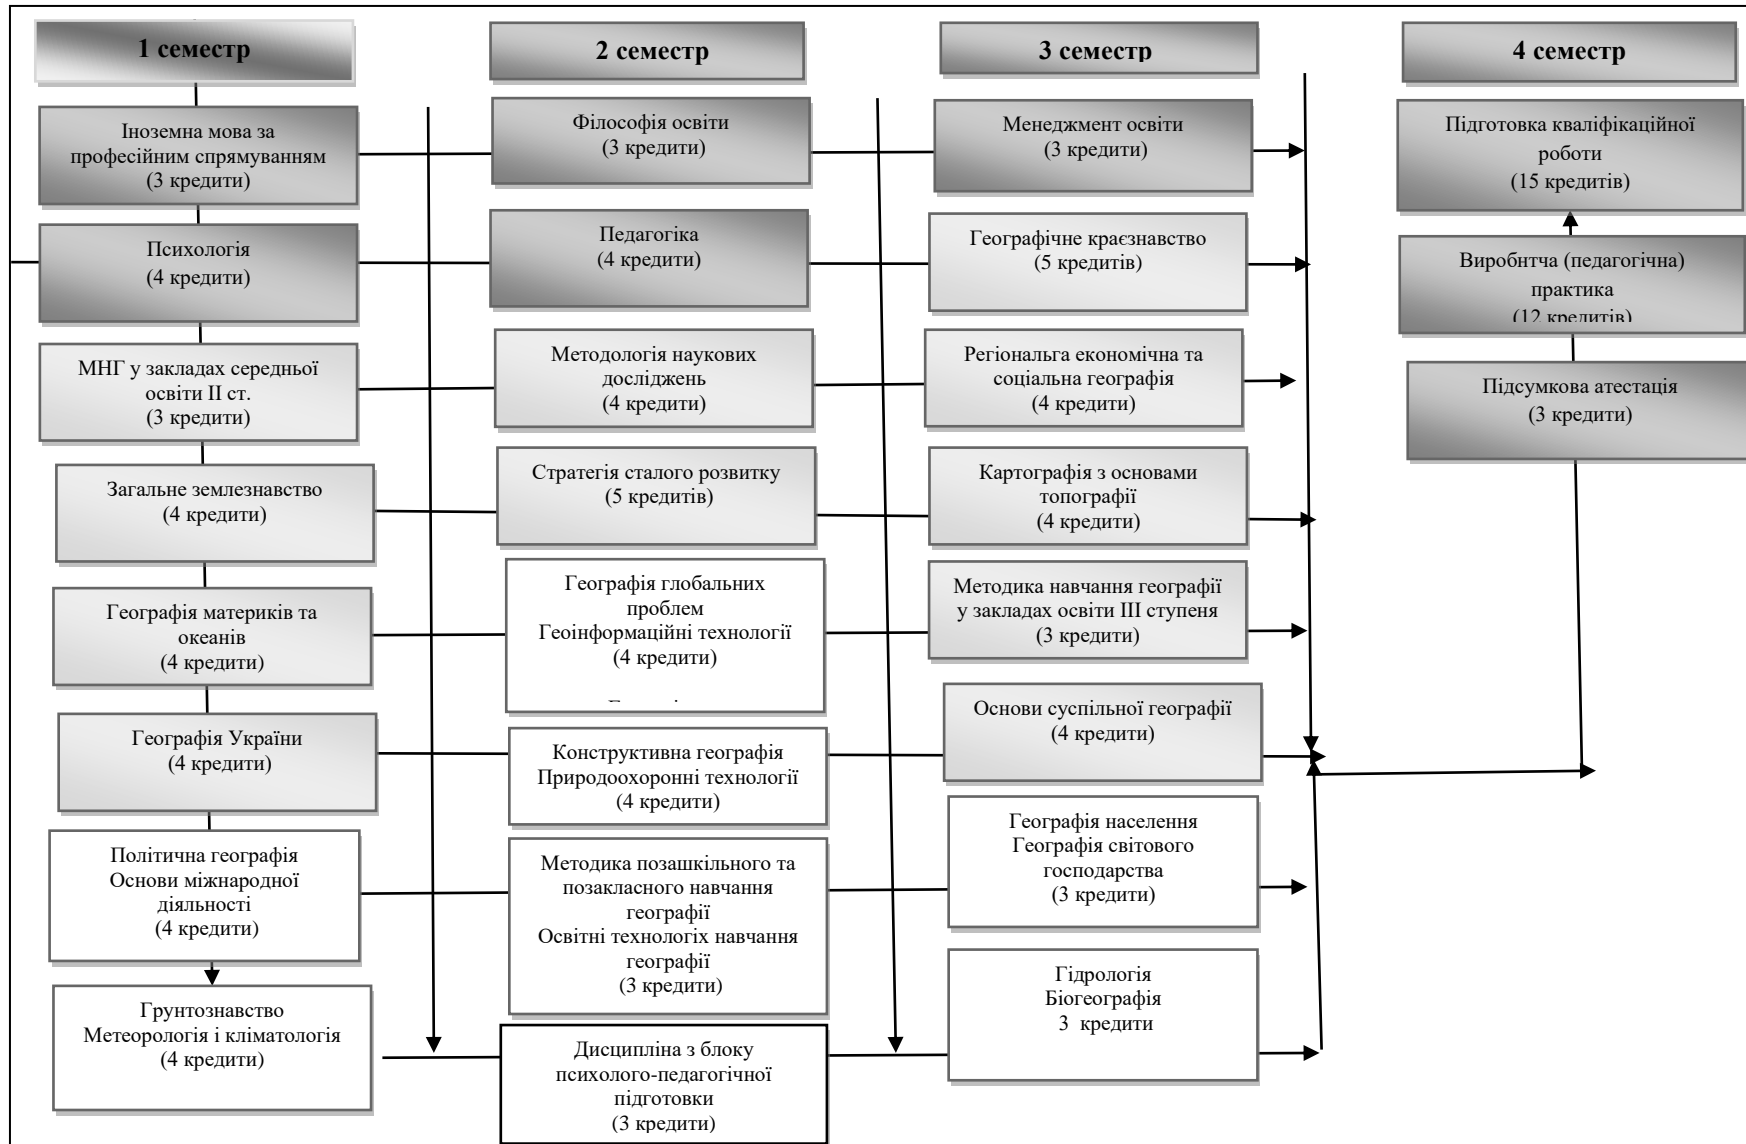 1 семестр
Іноземна мова за
професійним спрямуванням
(3 кредити)
Психологія
(4 кредити)
МНГ у закладах середньої
освіти ІІ ст.
(3 кредити)
Загальне землезнавство
(4 кредити)
Географія материків та
океанів
(4 кредити)
Географія України
(4 кредити)
Політична географія
Основи міжнародної
діяльності
(4 кредити)
Грунтознавство
Метеорологія і кліматологія
(4 кредити)
2 семестр
Філософія освіти
(3 кредити)
Педагогіка
(4 кредити)
Методологія наукових
досліджень
(4 кредити)
Стратегія сталого розвитку
(5 кредитів)
Географія глобальних
проблем
Геоінформаційні технології
(4 кредити)
Конструктивна географія
Природоохоронні технології
(4 кредити)
Методика позашкільного та
позакласного навчання
географії
Освітні технологіх навчання
географії
(3 кредити)
Дисципліна з блоку
психолого-педагогічної
підготовки
(3 кредити)
3 семестр
Менеджмент освіти
(3 кредити)
Географічне краєзнавство
(5 кредитів)
Регіональга економічна та
соціальна географія
(4 кредити)
Картографія з основами
топографії
(4 кредити)
Методика навчання географії
у закладах освіти ІІІ ступеня
(3 кредити)
Основи суспільної географії
(4 кредити)
Географія населення
Географія світового
господарства
(3 кредити)
Гідрологія
Біогеографія
3 кредити
4 семестр
Підготовка кваліфікаційної
роботи
(15 кредитів)
Виробнтча (педагогічна)
практика
(12 кредитів)
Підсумкова атестація
(3 кредити)